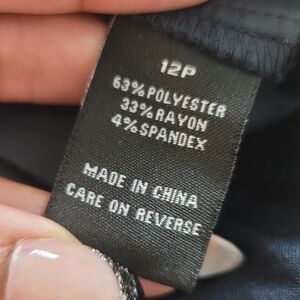 12P
63%POLYESTER
33%RAYON
4%SPANDEX
MADE IN CHINA
CARE ON REVERSE